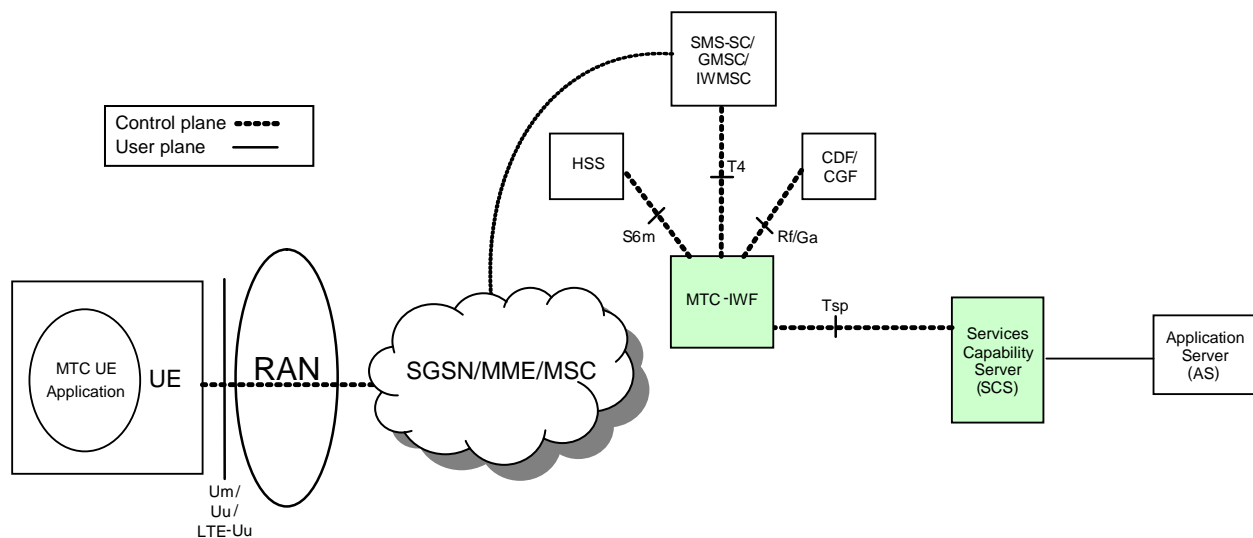 SMS-SC/
GMSC/
IWMSC
Control plane
User plane
HSS
T4
CDF/
CGF
S6m
Rf/Ga
MTC-IWF
Tsp
Services
Capability
Server
(SCS)
Application
Server
(AS)
MTC UE
Application
UE
RAN
SGSN/MME/MSC
Um/
Uu/
LTE-Uu